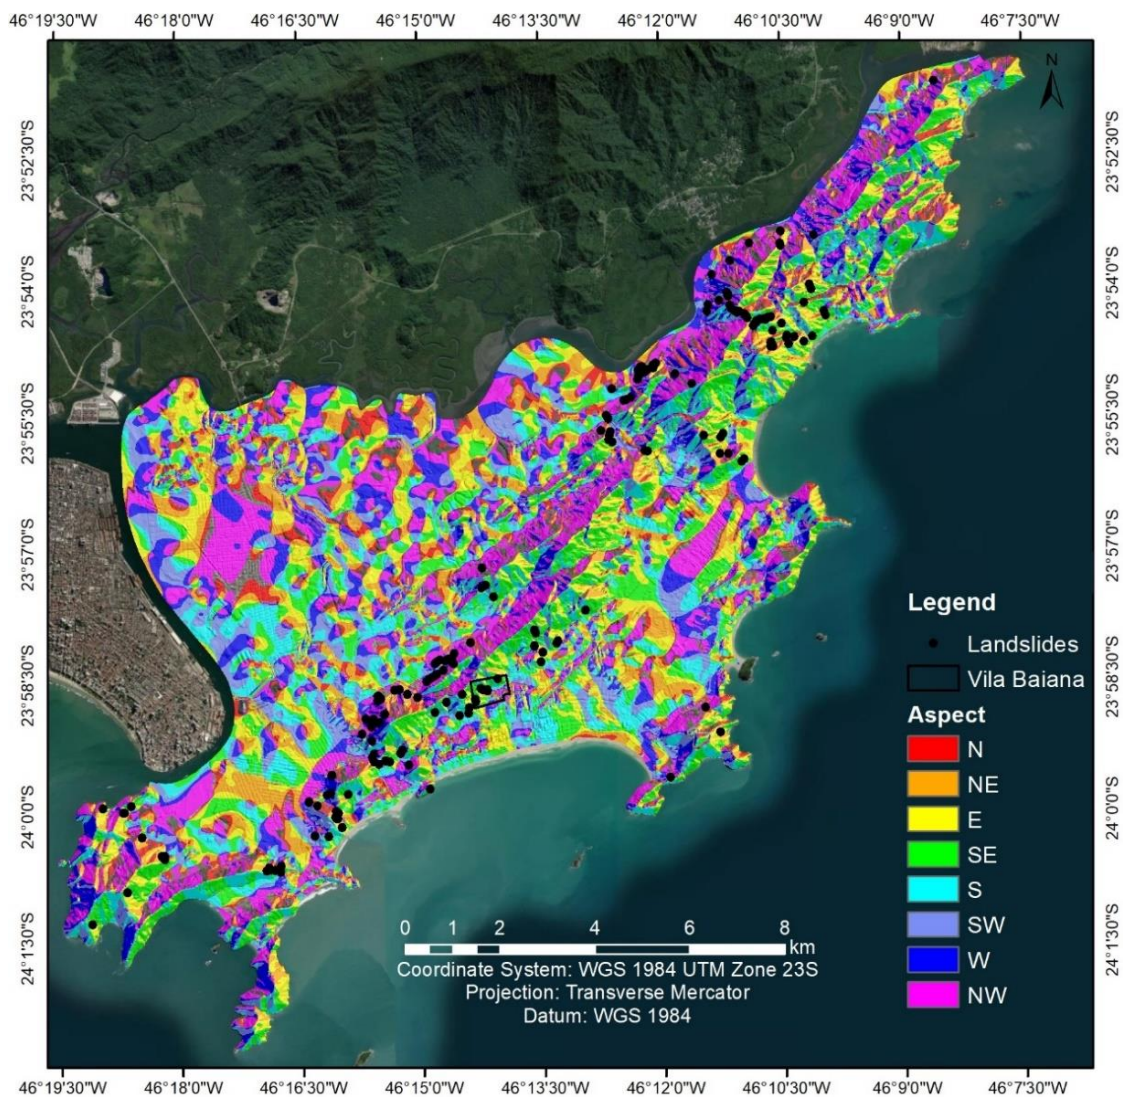 46°19'30"W 46°18'0"W 46°16'30"W 46°15'0"W 46°13'30"W 46°12'0"W 46°10'30"W 46°9'0"W 46°7'30"W
N
23°52'30"S 23°52'30"S
23°54'0"S 23°54'0"S
23°55'30"S 23°55'30"S
23°57'0"S 23°57'0"S
23°58'30"S 23°58'30"S
24°0'0"S 24°0'0"S
24°1'30"S 24°1'30"S
Legend
Landslides
Vila Baiana
Aspect
N
NE
E
SE
S
SW
W
NW
0 1 2 4 6 8
km
Coordinate System: WGS 1984 UTM Zone 23S
Projection: Transverse Mercator
Datum: WGS 1984
46°19'30"W 46°18'0"W 46°16'30"W 46°15'0"W 46°13'30"W 46°12'0"W 46°10'30"W 46°9'0"W 46°7'30"W